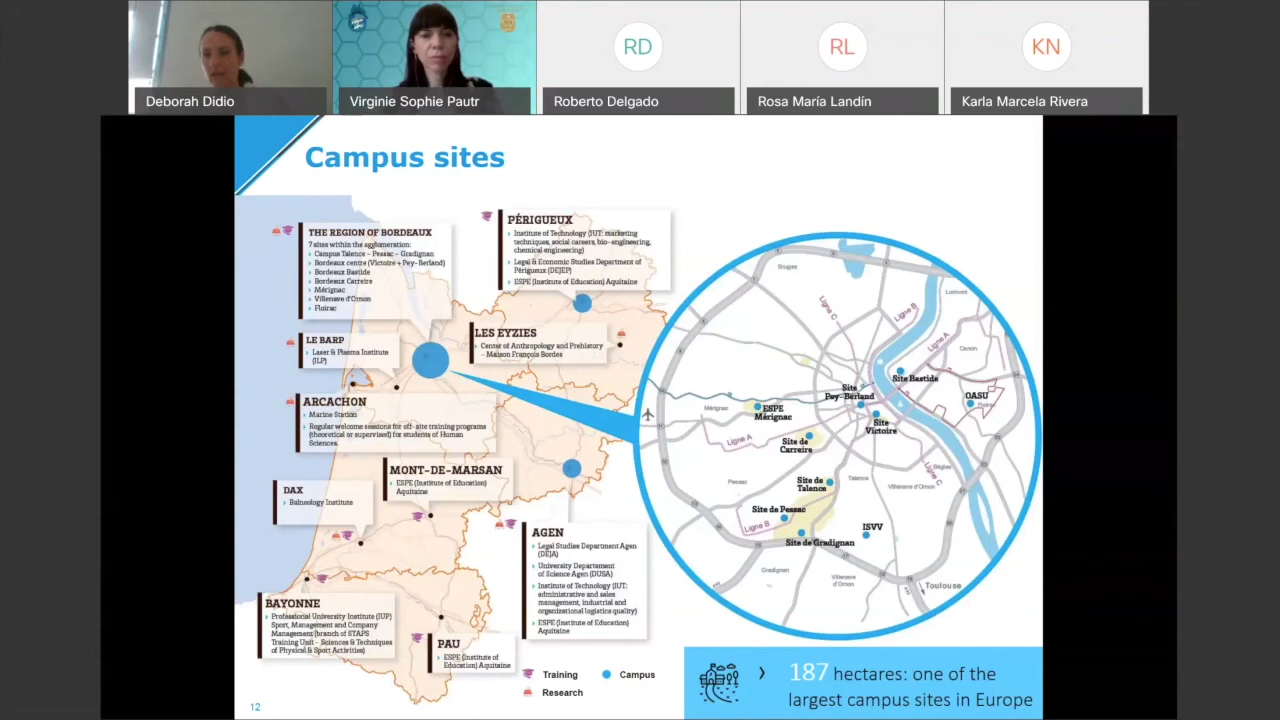 Deborah Didio
Virginie Sophie Pautr
RD
Roberto Delgado
RL
Rosa María Landín
KN
Karla Marcela Rivera
Campus sites
THE REGION OF BORDEAUX
7 sites within the agglomeration:
Campus Talence – Pessac – Gradignan
Bordeaux centre (Victoire + Pey-Berland)
Bordeaux Bastide
Bordeaux Carreire
Mérignac
Villenave d'Ornon
Floirac
PÉRIGUEUX
Institute of Technology (IUT: marketing
techniques, social careers, bio-engineering,
chemical engineering)
Legal & Economic Studies Department of
Périgueux (DEJEP)
ESPE (Institute of Education) Aquitaine
LE BARP
Laser & Plasma Institute
(ILP)
LES EYZIES
Center of Anthropology and Prehistory
– Maison François Bordes
ARCACHON
Marine Station
Regular welcome sessions for off-site training programs
(theoretical or supervised) for students of Human
Sciences.
MONT-DE-MARSAN
ESPE (Institute of Education)
Aquitaine
DAX
Balneology Institute
AGEN
Legal Studies Department Agen
(DEJA)
University Departement
of Science Agen (DUSA)
Institute of Technology (IUT:
administrative and sales
management, industrial and
organizational logistics quality)
ESPE (Institute of Education)
Aquitaine
BAYONNE
Professional University Institute (IUP)
Sport, Management and Company
Management (branch of STAPS
Training Unit – Sciences & Techniques
of Physical & Sport Activities)
PAU
ESPE (Institute of
Education) Aquitaine
Training
Campus
Research
Bruges
Lormont
Ligne C
Ligne B
Ligne A
Cenon
Site Bastide
Site
Pey-Berland
OASU
Floirac
Mérignac
ESPE
Mérignac
Site
Victoire
Ligne A
Site de
Carreire
Bègles
Ligne C
Pessac
Site de
Talence
Talence
Villenave d'Ornon
Site de Pessac
Ligne B
Site de Gradignan
ISVV
Gradignan
Villenave
d'Ornon
Toulouse
187 hectares: one of the
largest campus sites in Europe
12